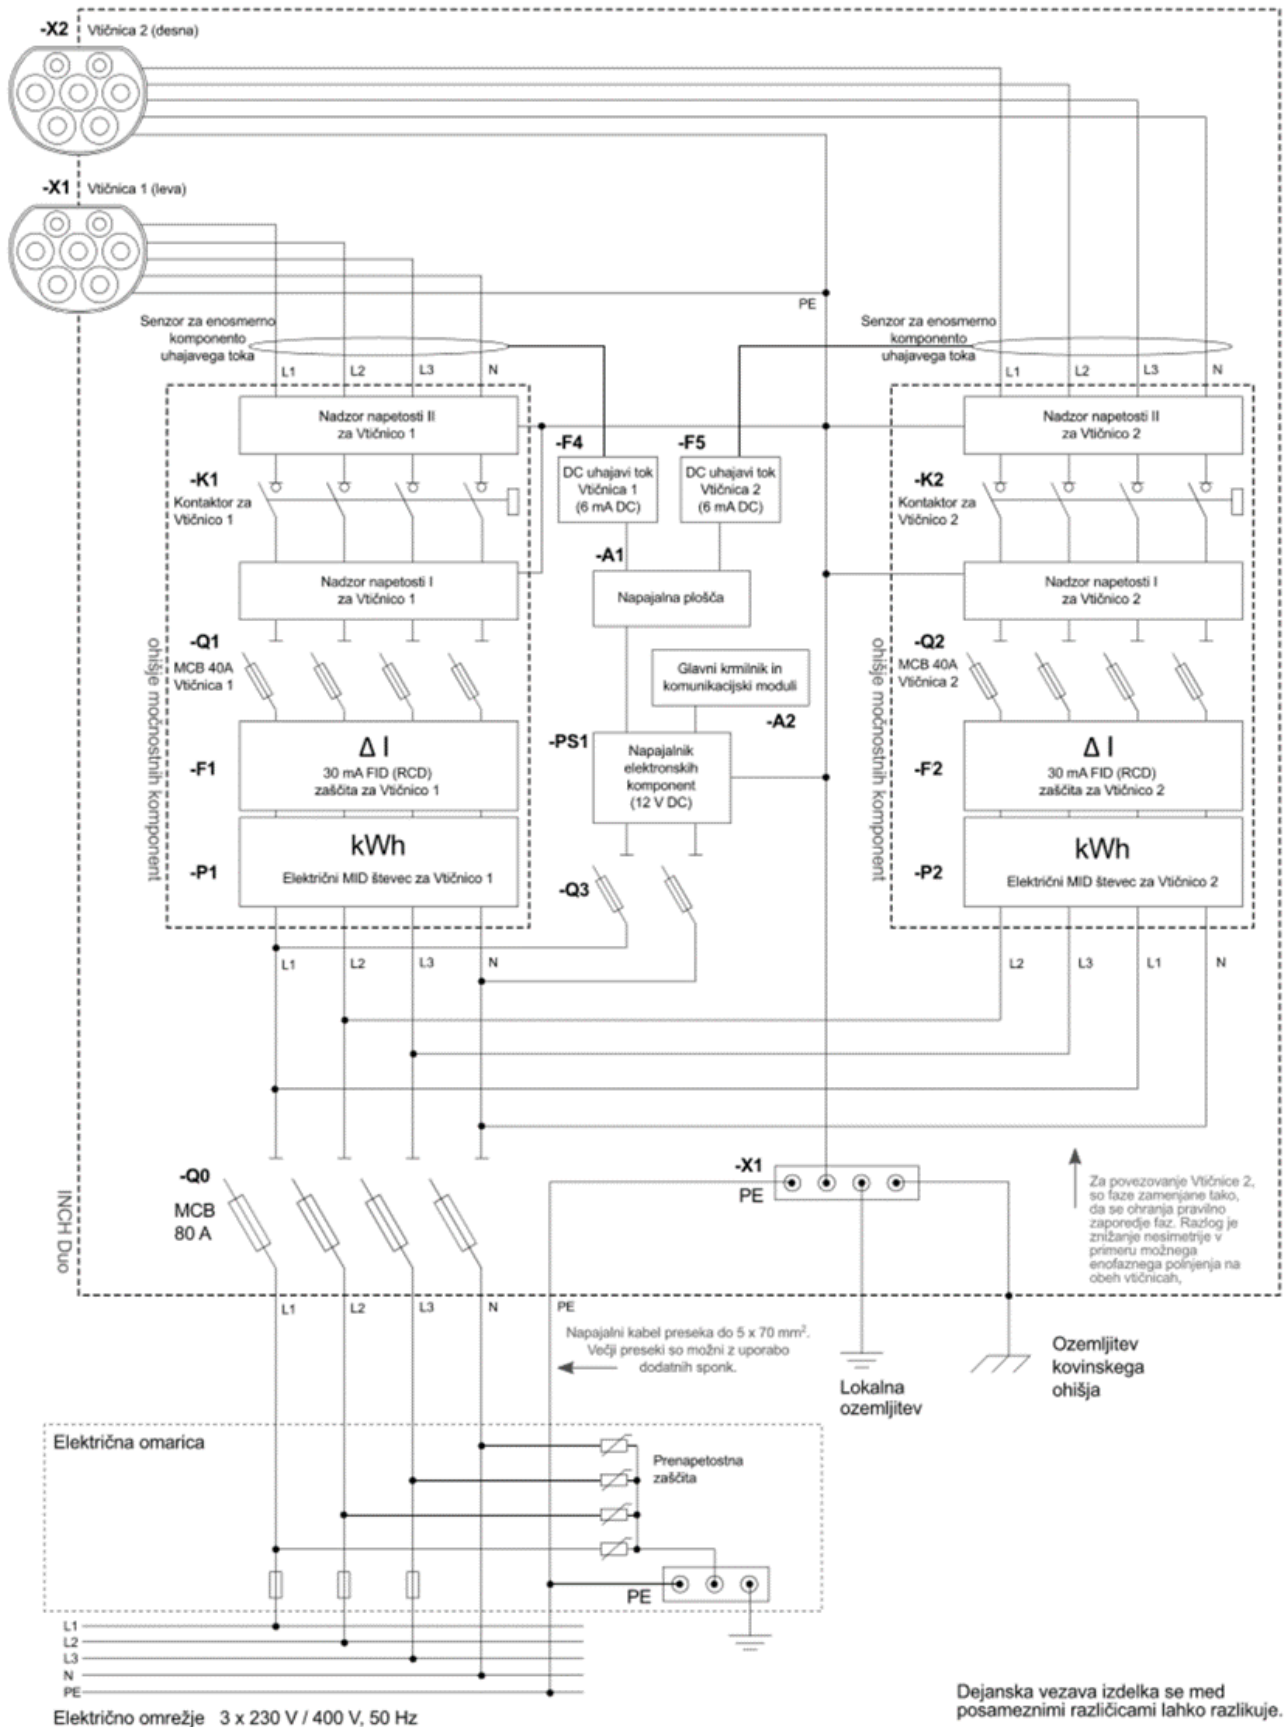 -X2 Vtičnica 2 (desna)
-X1 Vtičnica 1 (leva)
PE
Senzor za enosmerno
komponento
uhajavega toka
Senzor za enosmerno
komponento
uhajavega toka
L1 L2 L3 N
L1 L2 L3 N
Nadzor napetosti II
za Vtičnico 1
Nadzor napetosti II
za Vtičnico 2
-F4
DC uhajavi tok
Vtičnica 1
(6 mA DC)
-F5
DC uhajavi tok
Vtičnica 2
(6 mA DC)
-K1
Kontaktor za
Vtičnico 1
-K2
Kontaktor za
Vtičnico 2
-A1
Napajalna plošča
Nadzor napetosti I
za Vtičnico 1
Nadzor napetosti I
za Vtičnico 2
-Q1
MCB 40A
Vtičnica 1
-Q2
MCB 40A
Vtičnica 2
ohišje močnostnih komponent
ohišje močnostnih komponent
Glavni krmilnik in
komunikacijski moduli
-A2
-PS1
Napajalnik
elektronskih
komponent
(12 V DC)
-F1
Δ I
30 mA FID (RCD)
zaščita za Vtičnico 1
-F2
Δ I
30 mA FID (RCD)
zaščita za Vtičnico 2
-P1
kWh
Električni MID števec za Vtičnico 1
-P2
kWh
Električni MID števec za Vtičnico 2
-Q3
L1 L2 L3 N
L2 L3 L1 N
-Q0
MCB
80 A
-X1
PE
INCH Duo
Za povezovanje Vtičnice 2,
so faze zamenjane tako,
da se ohranja pravilno
zaporedje faz. Razlog je
znižanje nesimetrije v
primeru možnega
enofaznega polnjenja na
obeh vtičnicah,
L1 L2 L3 N PE
Napajalni kabel preseka do 5 x 70 mm².
Večji preseki so možni z uporabo
dodatnih sponk.
Lokalna
ozemljitev
Ozemljitev
kovinskega
ohišja
Električna omarica
Prenapetostna
zaščita
PE
L1
L2
L3
N
PE
Električno omrežje 3 x 230 V / 400 V, 50 Hz
Dejanska vezava izdelka se med
posameznimi različicami lahko razlikuje.